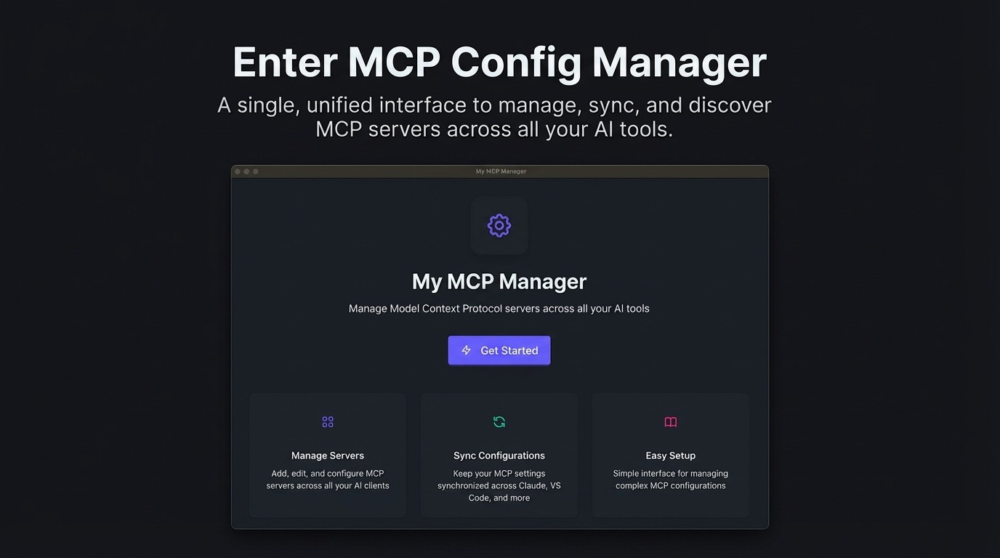 Enter MCP Config Manager
A single, unified interface to manage, sync, and discover
MCP servers across all your AI tools.
My MCP Manager
My MCP Manager
Manage Model Context Protocol servers across all your AI tools
Get Started
Manage Servers
Add, edit, and configure MCP
servers across all your AI clients
Sync Configurations
Keep your MCP settings
synchronized across Claude, VS
Code, and more
Easy Setup
Simple interface for managing
complex MCP configurations